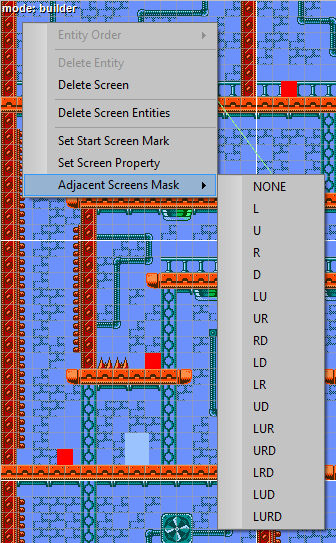 mode: builder
Entity Order
Delete Entity
Delete Screen
Delete Screen Entities
Set Start Screen Mark
Set Screen Property
Adjacent Screens Mask
NONE
L
U
R
D
LU
UR
RD
LD
LR
UD
LUR
URD
LRD
LUD
LURD